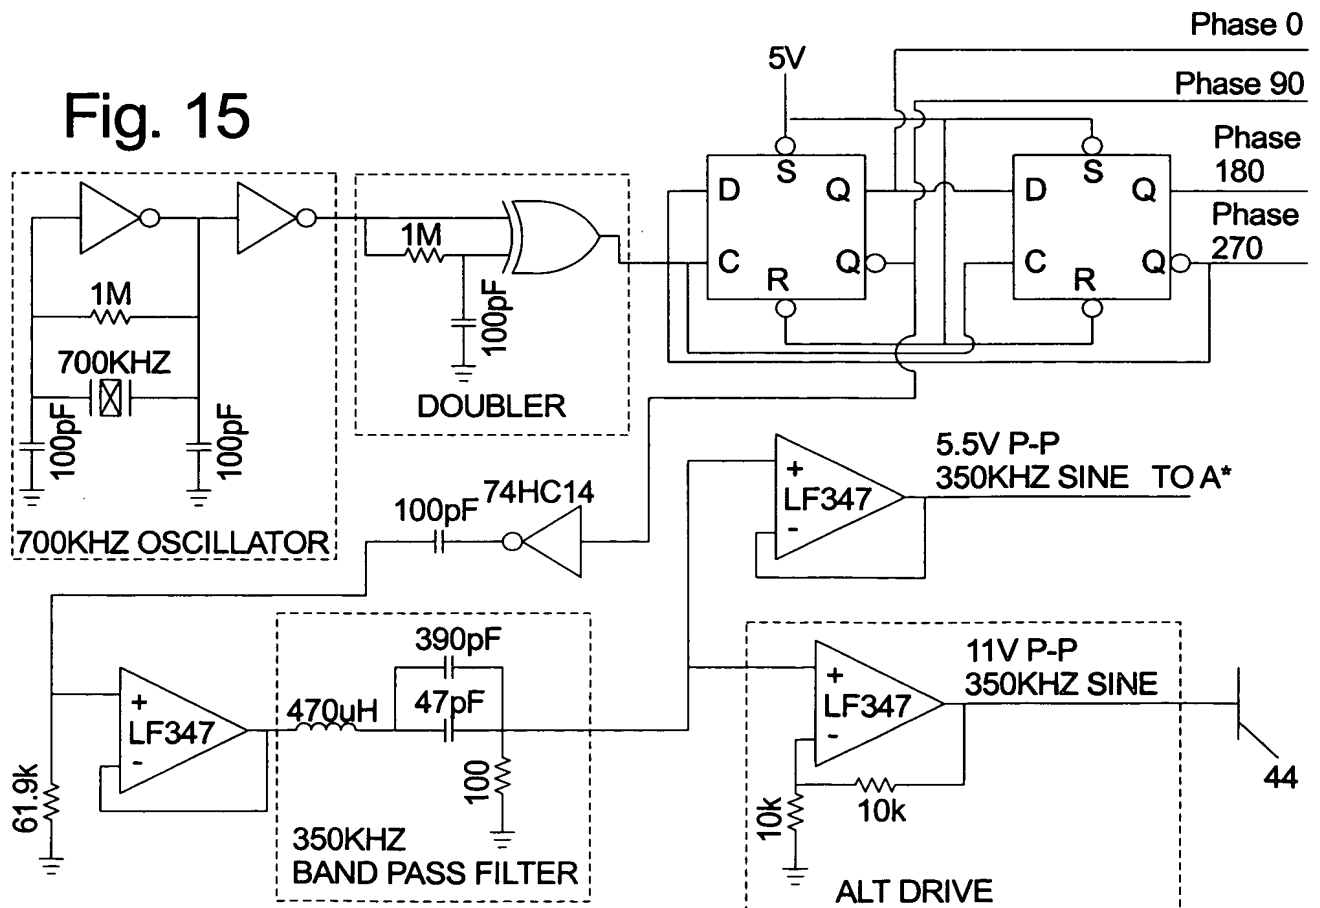 Fig. 15
Phase 0
Phase 90
Phase
180
Phase
270
5V
S
D
Q
C
Q
R
S
D
Q
C
Q
R
1M
700KHZ
100pF
100pF
700KHZ OSCILLATOR
1M
100pF
DOUBLER
74HC14
100pF
+
LF347
-
5.5V P-P
350KHZ SINE TO A*
61.9k
+
LF347
-
470uH
390pF
47pF
100
350KHZ
BAND PASS FILTER
+
LF347
-
11V P-P
350KHZ SINE
10k
10k
ALT DRIVE
44